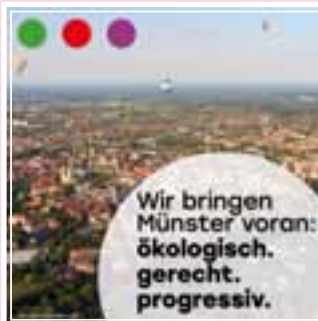 Wir bringen
Münster voran:
ökologisch.
gerecht.
progressiv.